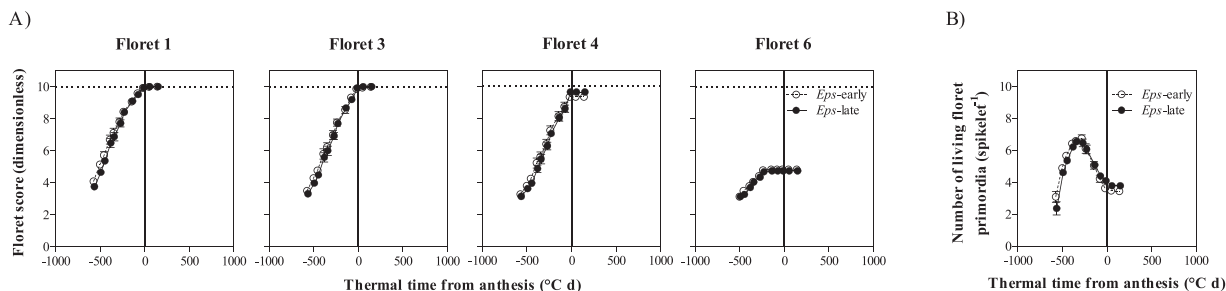 A)
B)
Floret 1
Floret 3
Floret 4
Floret 6
Floret score (dimensionless)
10
8
6
4
2
0
-1000 -500 0 500 1000
-1000 -500 0 500 1000
-1000 -500 0 500 1000
-1000 -500 0 500 1000
Eps-early
Eps-late
Thermal time from anthesis (°C d)
Number of living floret
primordia (spikelet⁻¹)
10
8
6
4
2
0
Eps-early
Eps-late
-1000 -500 0 500 1000
Thermal time from anthesis (°C d)